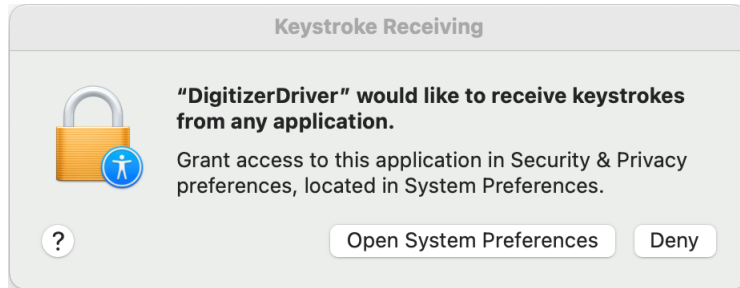 Keystroke Receiving
“DigitizerDriver” would like to receive keystrokes
from any application.
Grant access to this application in Security & Privacy
preferences, located in System Preferences.
?
Open System Preferences
Deny